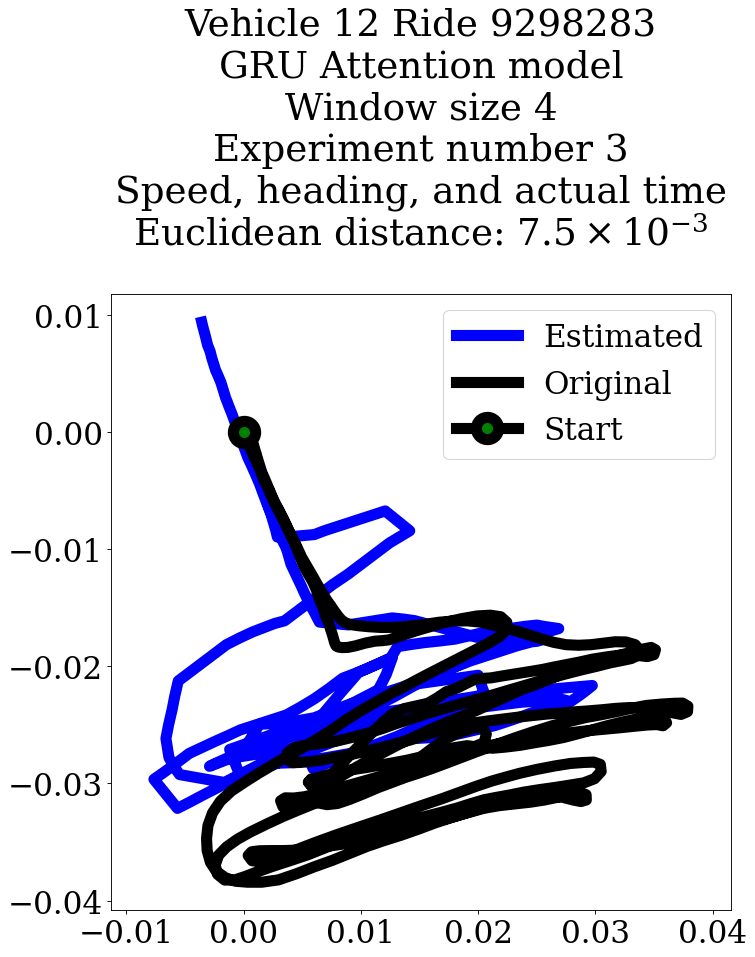 Vehicle 12 Ride 9298283
GRU Attention model
Window size 4
Experiment number 3
Speed, heading, and actual time
Euclidean distance: 7.5 × 10⁻³
Estimated
Original
Start
0.01
0.00
−0.01
−0.02
−0.03
−0.04
−0.01 0.00 0.01 0.02 0.03 0.04